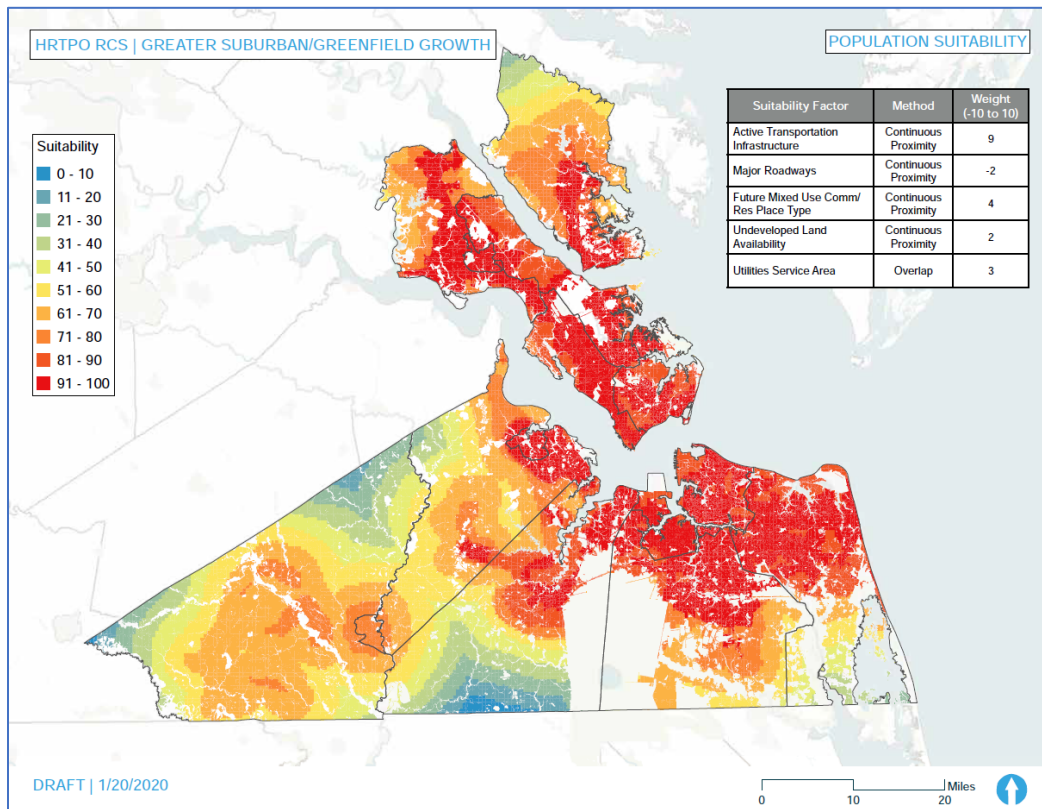 HRTPO RCS | GREATER SUBURBAN/GREENFIELD GROWTH
POPULATION SUITABILITY
Suitability Factor Method Weight
(-10 to 10)
Active Transportation
Infrastructure Continuous
Proximity 9
Major Roadways Continuous
Proximity -2
Future Mixed Use Comm/
Res Place Type Continuous
Proximity 4
Undeveloped Land
Availability Continuous
Proximity 2
Utilities Service Area Overlap 3
Suitability
0 - 10
11 - 20
21 - 30
31 - 40
41 - 50
51 - 60
61 - 70
71 - 80
81 - 90
91 - 100
DRAFT | 1/20/2020
Miles
0 10 20